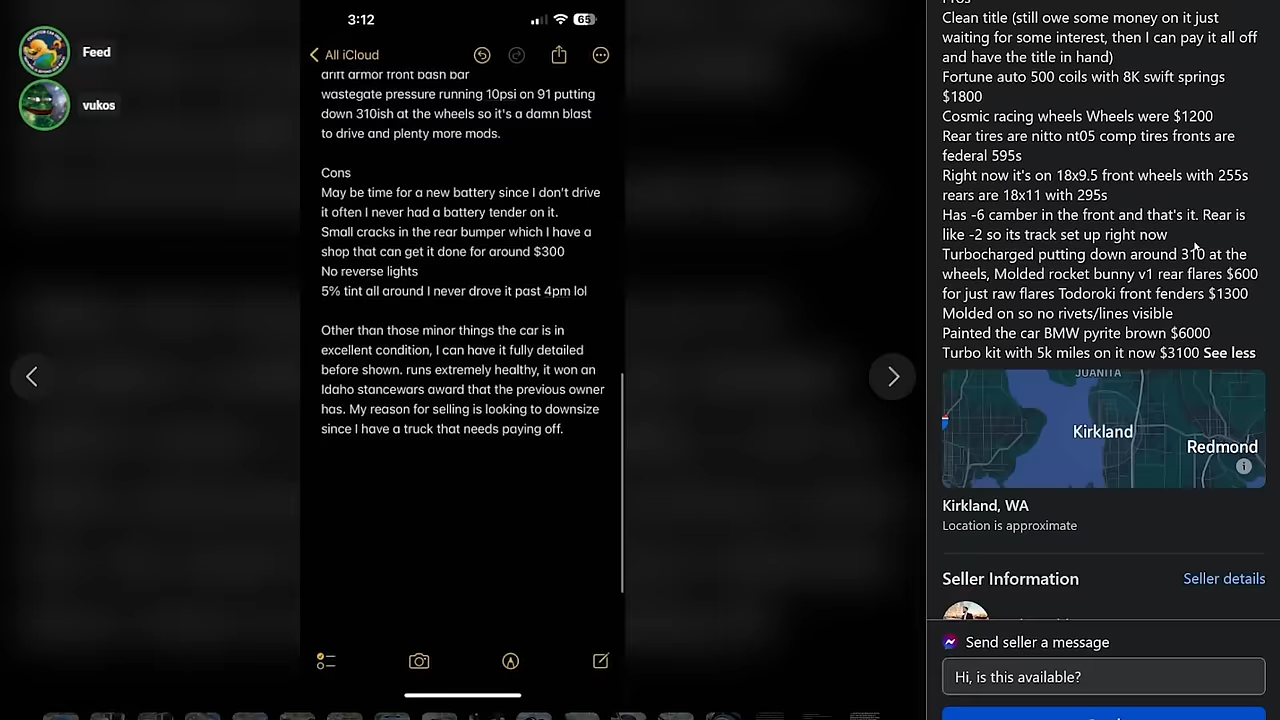 Feed
vukos
3:12
65
All iCloud
drift armor front bash bar
wastegate pressure running 10psi on 91 putting
down 310ish at the wheels so it's a damn blast
to drive and plenty more mods.
Cons
May be time for a new battery since I don't drive
it often I never had a battery tender on it.
Small cracks in the rear bumper which I have a
shop that can get it done for around $300
No reverse lights
5% tint all around I never drove it past 4pm lol
Other than those minor things the car is in
excellent condition, I can have it fully detailed
before shown. runs extremely healthy, it won an
Idaho stancewars award that the previous owner
has. My reason for selling is looking to downsize
since I have a truck that needs paying off.
Pros
Clean title (still owe some money on it just
waiting for some interest, then I can pay it all off
and have the title in hand)
Fortune auto 500 coils with 8K swift springs
$1800
Cosmic racing wheels Wheels were $1200
Rear tires are nitto nt05 comp tires fronts are
federal 595s
Right now it's on 18x9.5 front wheels with 255s
rears are 18x11 with 295s
Has -6 camber in the front and that's it. Rear is
like -2 so its track set up right now
Turbocharged putting down around 310 at the
wheels, Molded rocket bunny v1 rear flares $600
for just raw flares Todoroki front fenders $1300
Molded on so no rivets/lines visible
Painted the car BMW pyrite brown $6000
Turbo kit with 5k miles on it now $3100 See less
JUANITA
Kirkland
Redmond
Kirkland, WA
Location is approximate
Seller Information
Seller details
Send seller a message
Hi, is this available?